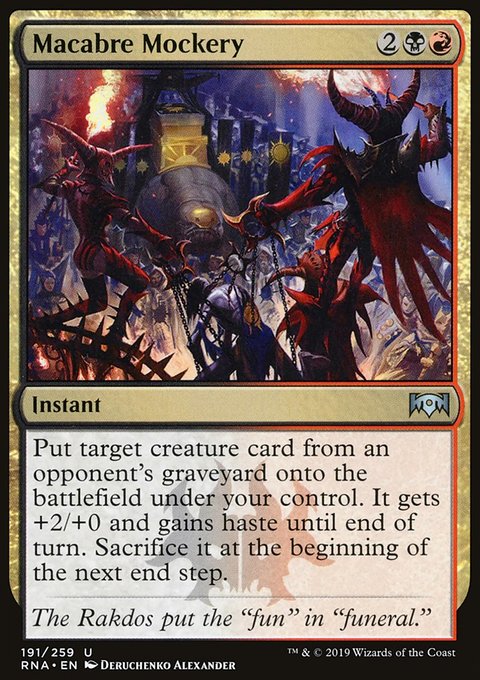 Macabre Mockery 2
Instant
Put target creature card from an
opponent's graveyard onto the
battlefield under your control. It gets
+2/+0 and gains haste until end of
turn. Sacrifice it at the beginning of
the next end step.
The Rakdos put the “fun” in “funeral.”
191/259 U
RNA • EN Deruchenko Alexander
™ & © 2019 Wizards of the Coast